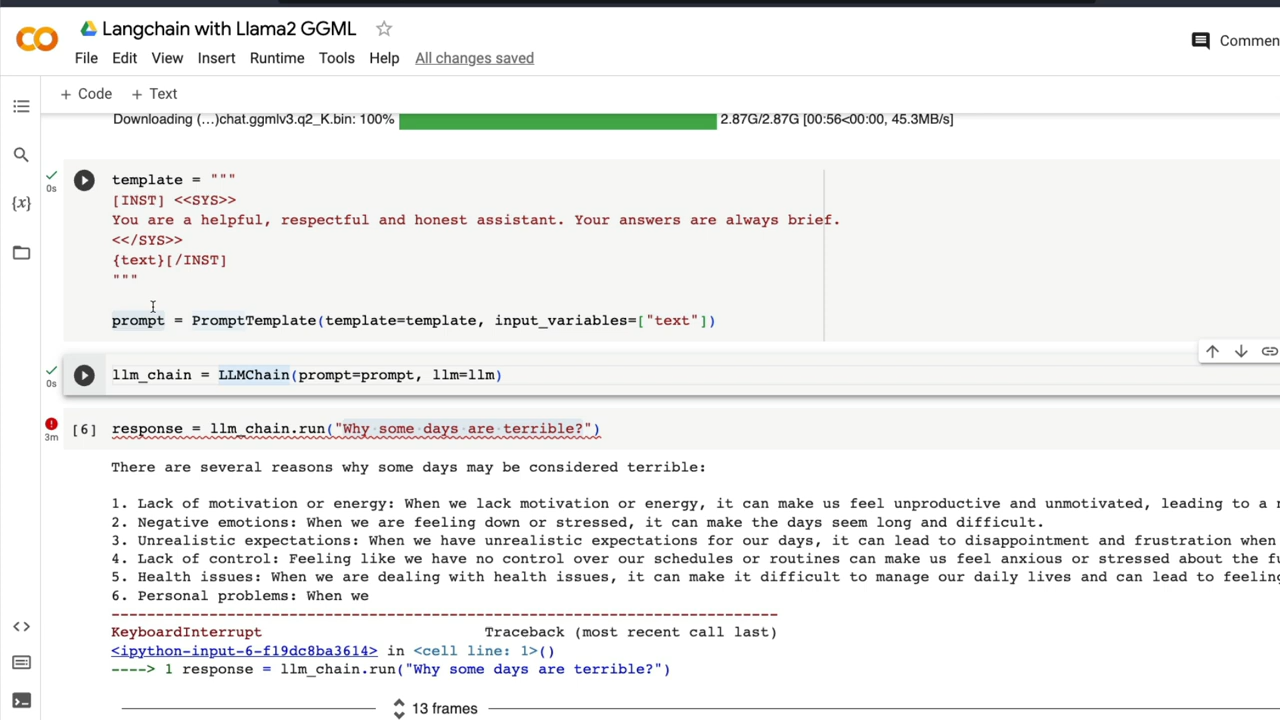 Langchain with Llama2 GGML
Commen
File Edit View Insert Runtime Tools Help All changes saved
+ Code + Text
Downloading (...)chat.ggmlv3.q2_K.bin: 100% 2.87G/2.87G [00:56<00:00, 45.3MB/s]
0s
template = """
[INST] <<SYS>>
You are a helpful, respectful and honest assistant. Your answers are always brief.
<</SYS>>
{text}[/INST]
"""
prompt = PromptTemplate(template=template, input_variables=["text"])
0s
llm_chain = LLMChain(prompt=prompt, llm=llm)
3m
[6] response = llm_chain.run("Why some days are terrible?")
There are several reasons why some days may be considered terrible:
1. Lack of motivation or energy: When we lack motivation or energy, it can make us feel unproductive and unmotivated, leading to a
2. Negative emotions: When we are feeling down or stressed, it can make the days seem long and difficult.
3. Unrealistic expectations: When we have unrealistic expectations for our days, it can lead to disappointment and frustration when
4. Lack of control: Feeling like we have no control over our schedules or routines can make us feel anxious or stressed about the fu
5. Health issues: When we are dealing with health issues, it can make it difficult to manage our daily lives and can lead to feeling
6. Personal problems: When we
---------------------------------------------------------------------------
KeyboardInterrupt Traceback (most recent call last)
<ipython-input-6-f19dc8ba3614> in <cell line: 1>()
----> 1 response = llm_chain.run("Why some days are terrible?")
13 frames